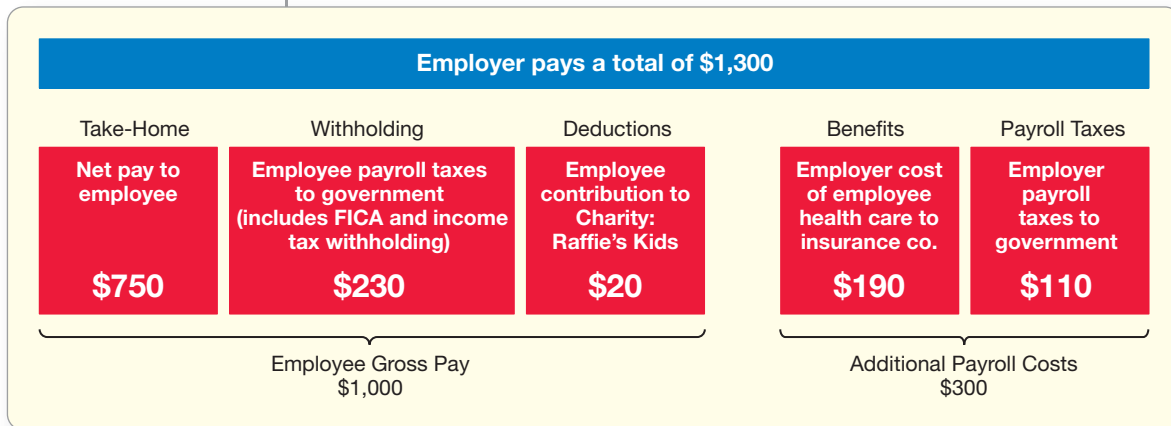 Employer pays a total of $1,300
Take-Home
Net pay to
employee
$750
Withholding
Employee payroll taxes
to government
(includes FICA and income
tax withholding)
$230
Deductions
Employee
contribution to
Charity:
Raffie's Kids
$20
Benefits
Employer cost
of employee
health care to
insurance co.
$190
Payroll Taxes
Employer
payroll
taxes to
government
$110
Employee Gross Pay
$1,000
Additional Payroll Costs
$300